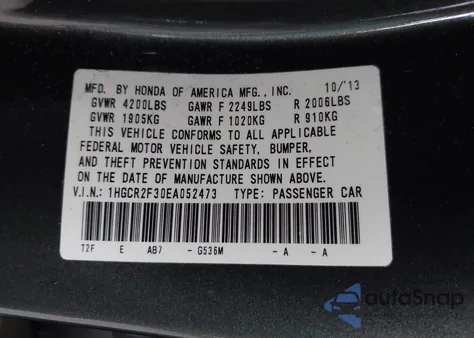 MFD. BY HONDA OF AMERICA MFG., INC. 10/'13
GVWR 4200LBS GAWR F 2249LBS R 2006LBS
GVWR 1905KG GAWR F 1020KG R 910KG
THIS VEHICLE CONFORMS TO ALL APPLICABLE
FEDERAL MOTOR VEHICLE SAFETY, BUMPER,
AND THEFT PREVENTION STANDARDS IN EFFECT
ON THE DATE OF MANUFACTURE SHOWN ABOVE.
V.I.N.: 1HGCR2F30EA052473 TYPE: PASSENGER CAR
T2F E AB7 - G536M - A - A
autoSnap